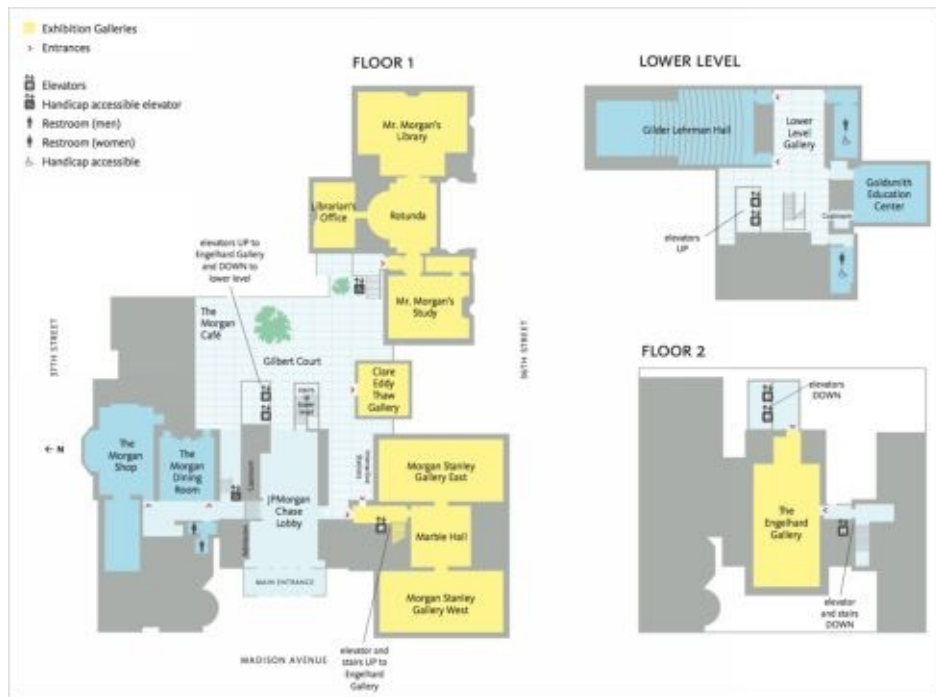 Exhibition Galleries
Entrances
Elevators
Handicap accessible elevator
Restroom (men)
Restroom (women)
Handicap accessible
FLOOR 1
Mr. Morgan's
Library
Librarian's
Office
Rotunda
elevators UP to
Engelhard Gallery
and DOWN to
lower level
Mr. Morgan's
Study
The
Morgan
Café
Gilbert Court
37TH STREET
36TH STREET
Clare
Eddy
Thaw
Gallery
← N
The
Morgan
Shop
The
Morgan
Dining
Room
JPMorgan
Chase
Lobby
Morgan Stanley
Gallery East
Marble Hall
Morgan Stanley
Gallery West
MAIN ENTRANCE
MADISON AVENUE
elevator and
stairs UP to
Engelhard
Gallery
LOWER LEVEL
Gilder Lehrman Hall
Lower
Level
Gallery
Goldsmith
Education
Center
Coatroom
elevators
UP
FLOOR 2
elevators
DOWN
The
Engelhard
Gallery
elevator
and stairs
DOWN